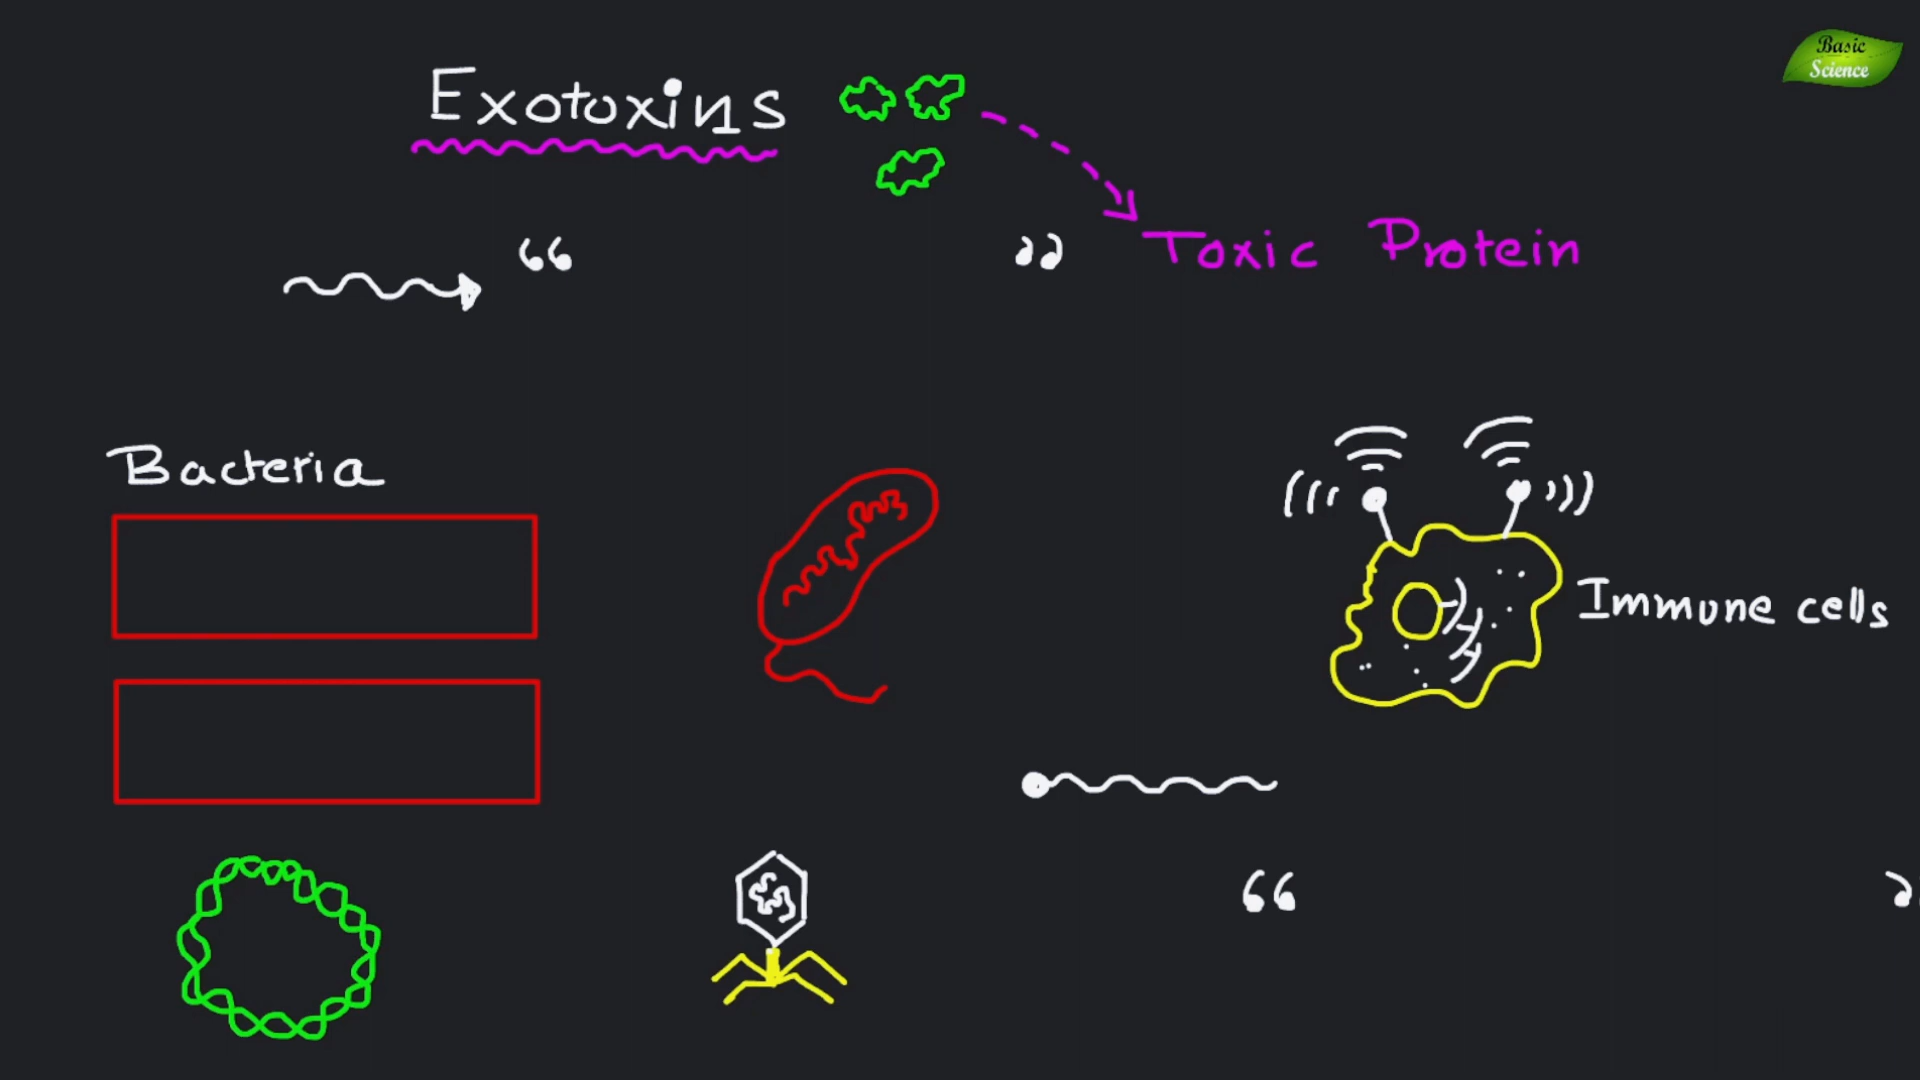 Basic
Science
Exotoxins
“ ”
Toxic Protein
Bacteria
Immune cells
“ ”